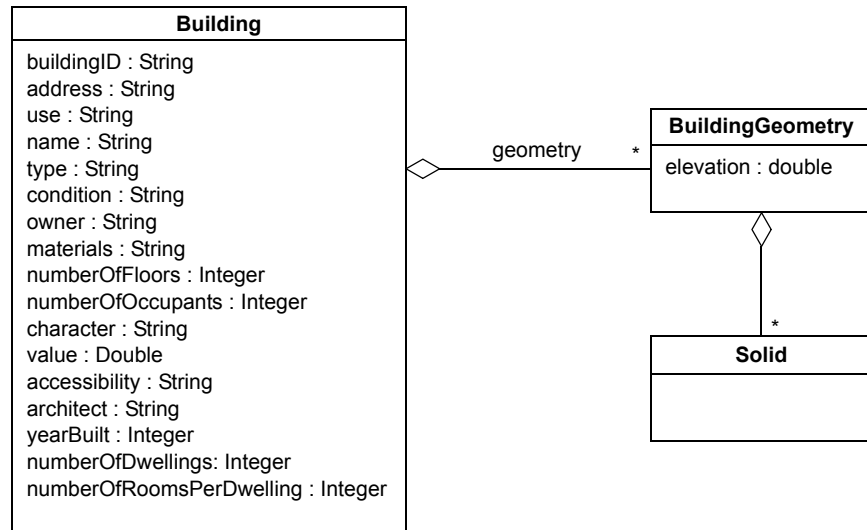 Building
buildingID : String
address : String
use : String
name : String
type : String
condition : String
owner : String
materials : String
numberOfFloors : Integer
numberOfOccupants : Integer
character : String
value : Double
accessibility : String
architect : String
yearBuilt : Integer
numberOfDwellings: Integer
numberOfRoomsPerDwelling : Integer
geometry
*
BuildingGeometry
elevation : double
*
Solid